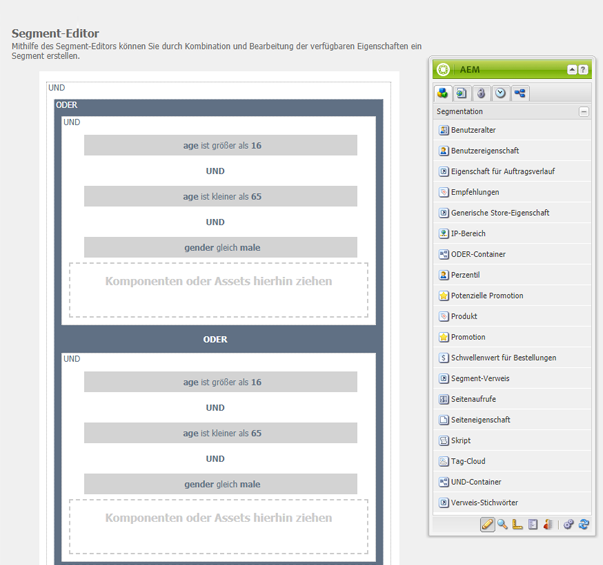 Segment-Editor
Mithilfe des Segment-Editors können Sie durch Kombination und Bearbeitung der verfügbaren Eigenschaften ein
Segment erstellen.
UND
ODER
UND
age ist größer als 16
UND
age ist kleiner als 65
UND
gender gleich male
Komponenten oder Assets hierhin ziehen
ODER
UND
age ist größer als 16
UND
age ist kleiner als 65
UND
gender gleich male
Komponenten oder Assets hierhin ziehen
AEM
?
Segmentation
Benutzeralter
Benutzereigenschaft
Eigenschaft für Auftragsverlauf
Empfehlungen
Generische Store-Eigenschaft
IP-Bereich
ODER-Container
Perzentil
Potenzielle Promotion
Produkt
Promotion
Schwellenwert für Bestellungen
Segment-Verweis
Seitenaufrufe
Seiteneigenschaft
Skript
Tag-Cloud
UND-Container
Verweis-Stichwörter